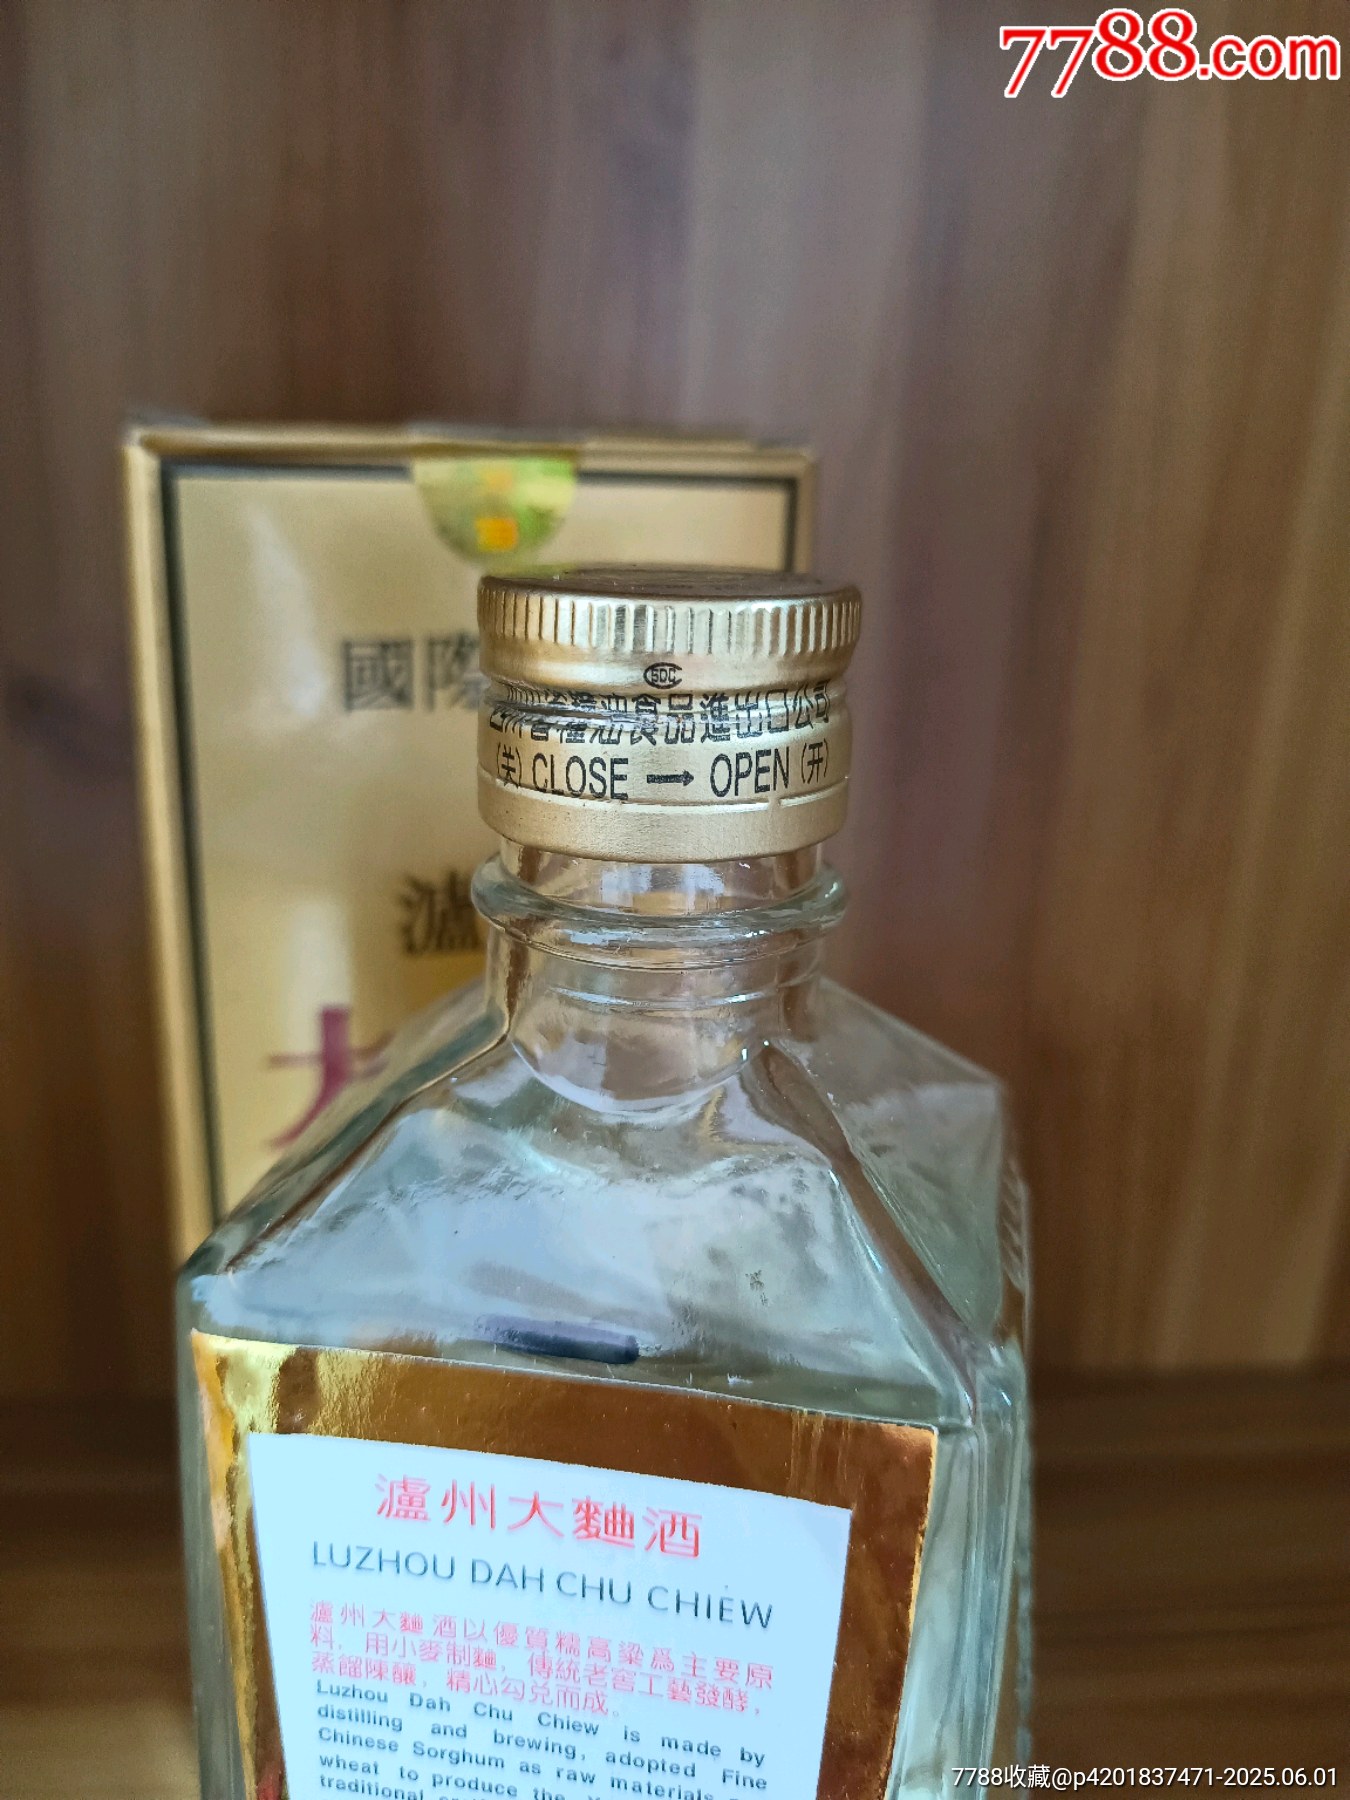 7788.com
國際
SDC
糧油食品進出口公司
(关) CLOSE → OPEN (开)
瀘
大
瀘州大麯酒
LUZHOU DAH CHU CHIEW
瀘州大麯酒以優質糯高粱爲主要原
料，用小麥制麯，傳統老窖工藝發酵，
蒸餾陳釀，精心勾兑而成。
Luzhou Dah Chu Chiew is made by
distilling and brewing, adopted Fine
Chinese Sorghum as raw materials
wheat to produce the
traditional
7788收藏@p4201837471-2025.06.01